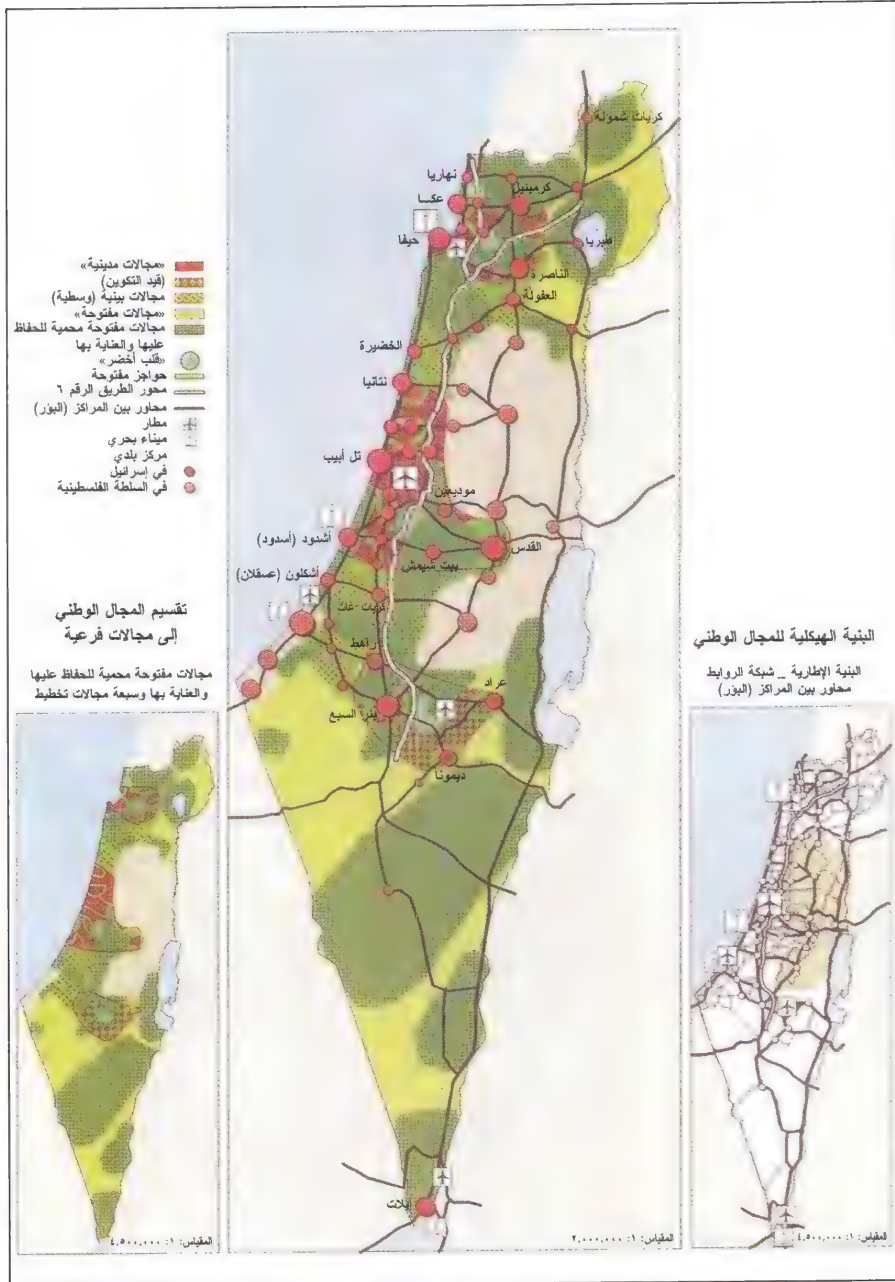 كريات شمولة
نهاريا
كرميئيل
عكا
حيفا
طبريا
الناصرة
العفولة
الخضيرة
نتانيا
تل أبيب
موديعين
أشدود (أسدود)
القدس
بيت شيمش
أشكلون (عسقلان)
كريات-غات
راهط
عراد
بئر السبع
ديمونا
إيلات
المقياس: ١: ٢,٠٠٠,٠٠٠
«مجالات مدينية»
(قيد التكوين)
مجالات بينية (وسطية)
«مجالات مفتوحة»
مجالات مفتوحة محمية للحفاظ
عليها والعناية بها
«قلب أخضر»
حواجز مفتوحة
محور الطريق الرقم ٦
محاور بين المراكز (البؤر)
مطار
ميناء بحري
مركز بلدي
في إسرائيل
في السلطة الفلسطينية
تقسيم المجال الوطني
إلى مجالات فرعية
مجالات مفتوحة محمية للحفاظ عليها
والعناية بها وسبعة مجالات تخطيط
المقياس: ١: ٤,٥٠٠,٠٠٠
البنية الهيكلية للمجال الوطني
البنية الإطارية _ شبكة الروابط
محاور بين المراكز (البؤر)
المقياس: ١: ٤,٥٠٠,٠٠٠